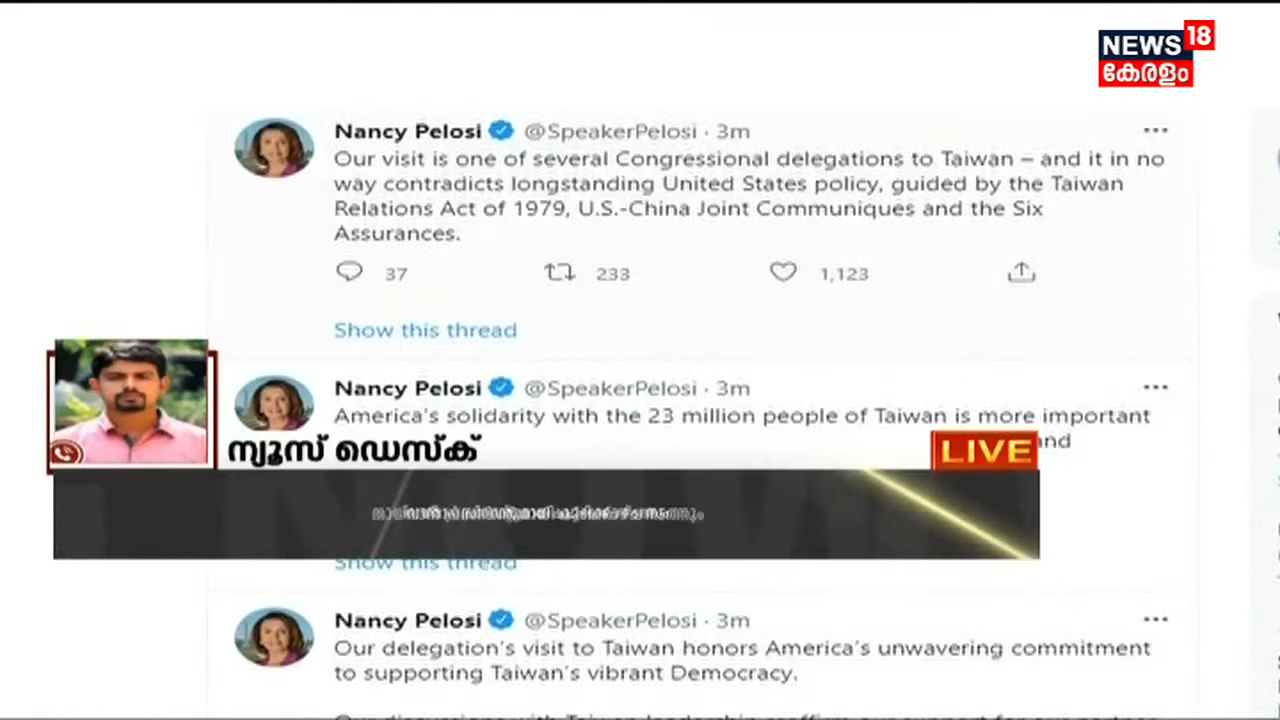 NEWS 18
കേരളം
Nancy Pelosi @SpeakerPelosi · 3m
Our visit is one of several Congressional delegations to Taiwan – and it in no
way contradicts longstanding United States policy, guided by the Taiwan
Relations Act of 1979, U.S.-China Joint Communiques and the Six
Assurances.
37 233 1,123
Show this thread
Nancy Pelosi @SpeakerPelosi · 3m
America's solidarity with the 23 million people of Taiwan is more important
and
ന്യൂസ് ഡെസ്ക്
LIVE
Show this thread
Nancy Pelosi @SpeakerPelosi · 3m
Our delegation's visit to Taiwan honors America's unwavering commitment
to supporting Taiwan's vibrant Democracy.